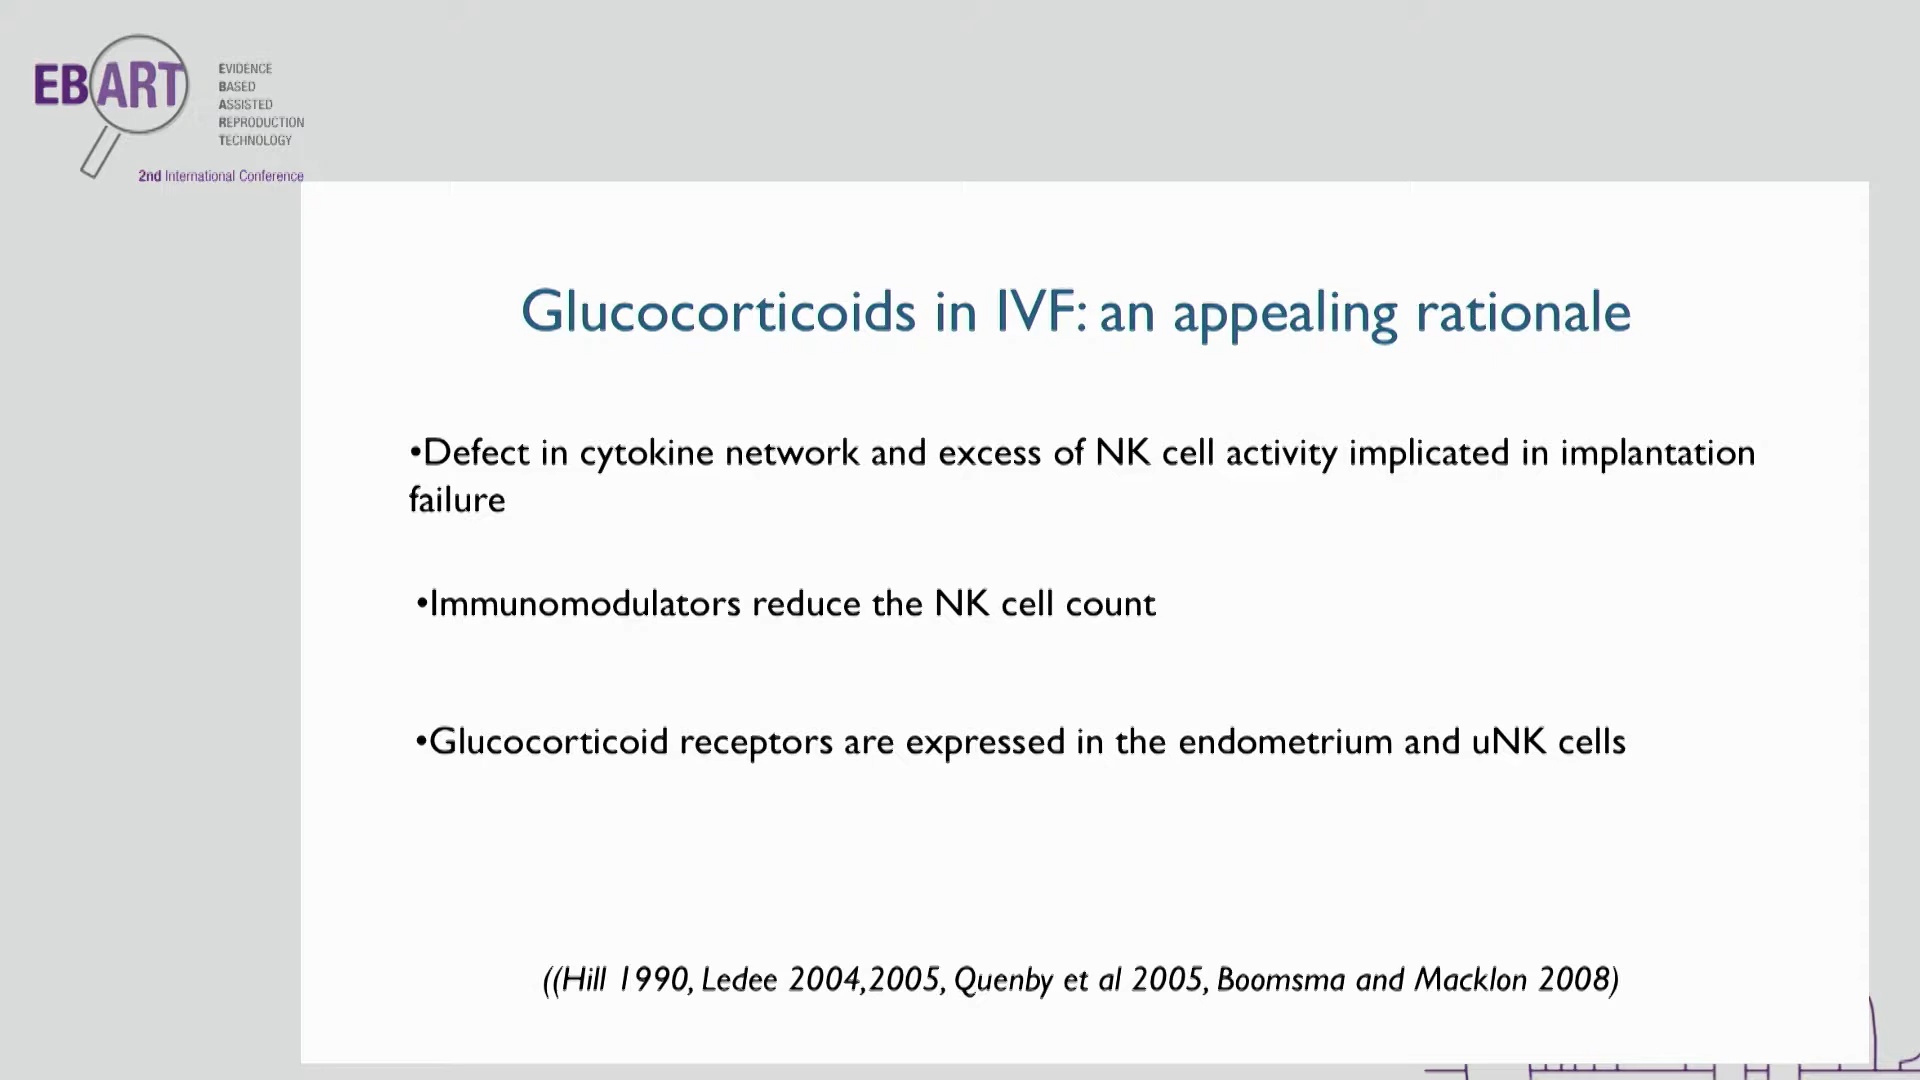 EBART
EVIDENCE
BASED
ASSISTED
REPRODUCTION
TECHNOLOGY
2nd International Conference
Glucocorticoids in IVF: an appealing rationale
•Defect in cytokine network and excess of NK cell activity implicated in implantation
failure
•Immunomodulators reduce the NK cell count
•Glucocorticoid receptors are expressed in the endometrium and uNK cells
((Hill 1990, Ledee 2004,2005, Quenby et al 2005, Boomsma and Macklon 2008)